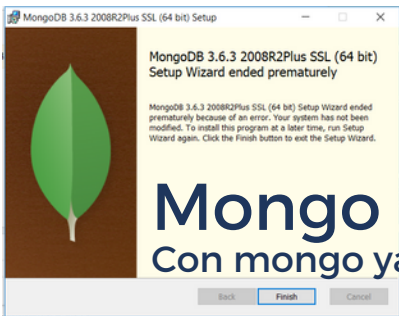 MongoDB 3.6.3 2008R2Plus SSL (64 bit) Setup
MongoDB 3.6.3 2008R2Plus SSL (64 bit)
Setup Wizard ended prematurely
MongoDB 3.6.3 2008R2Plus SSL (64 bit) Setup Wizard ended
prematurely because of an error. Your system has not been
modified. To install this program at a later time, run Setup
Wizard again. Click the Finish button to exit the Setup Wizard.
Mongo
Con mongo ya
Back Finish Cancel